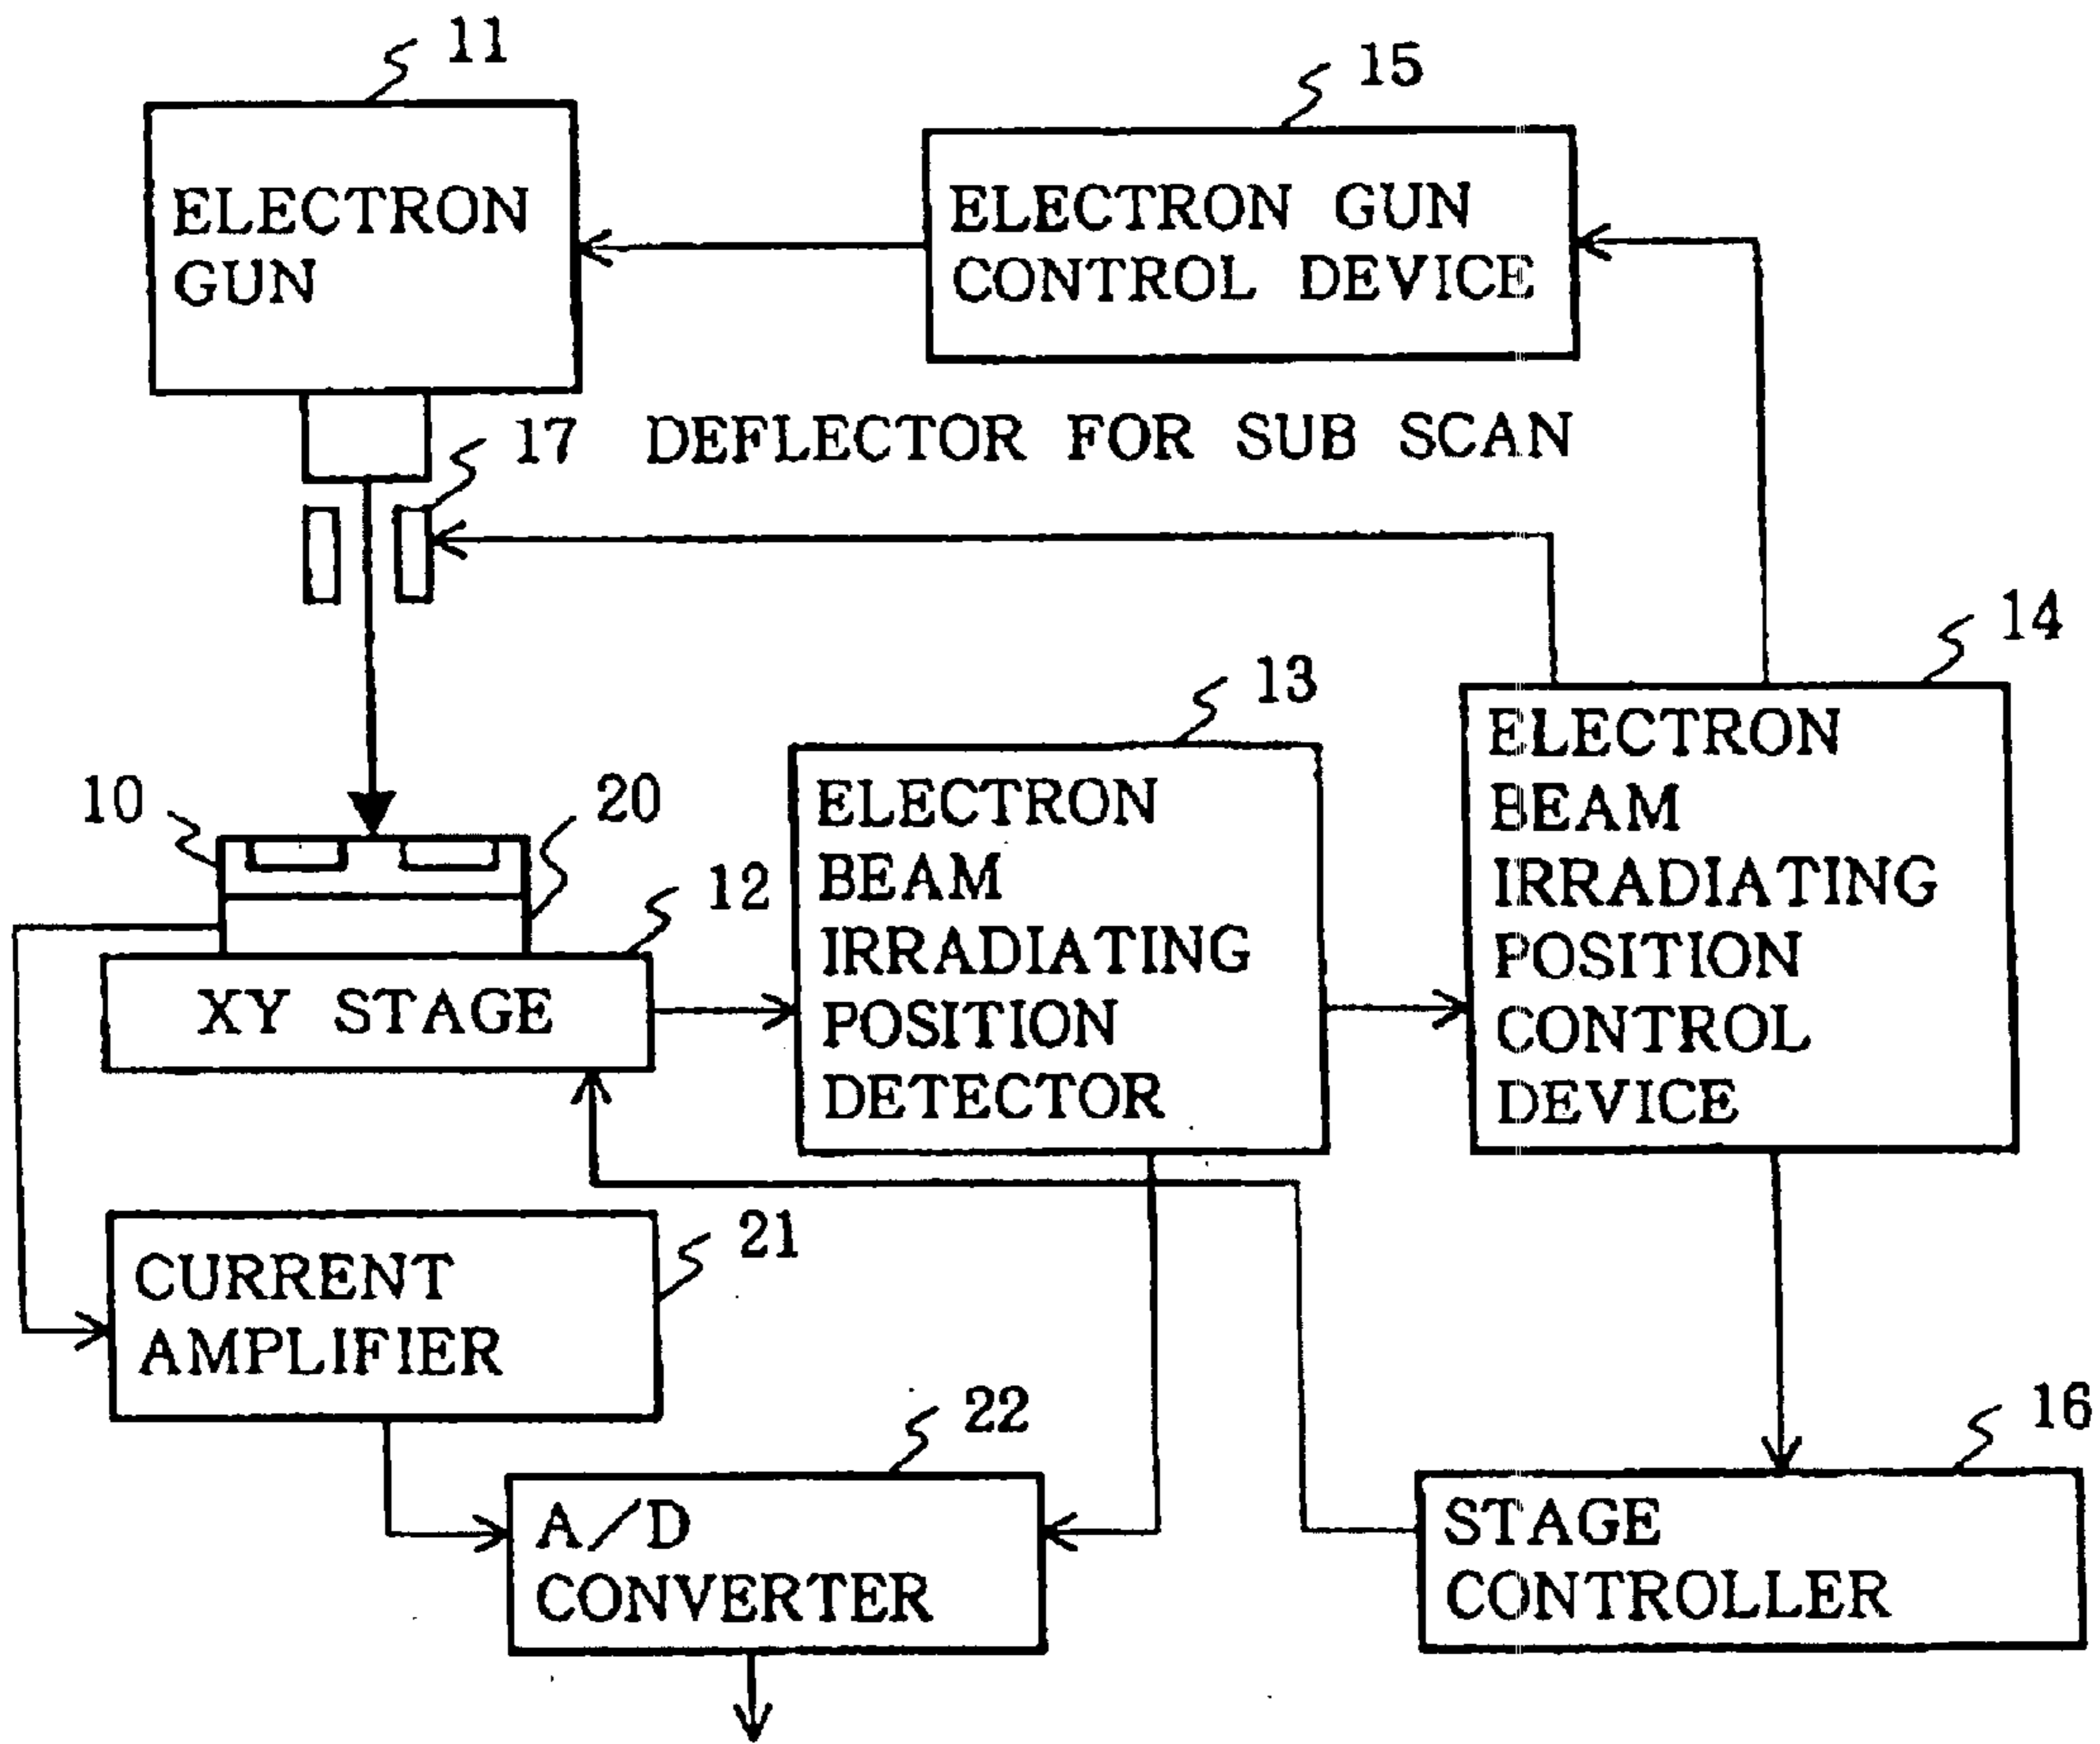 11
15
ELECTRON
GUN
ELECTRON GUN
CONTROL DEVICE
17 DEFLECTOR FOR SUB SCAN
14
13
ELECTRON
BEAM
IRRADIATING
POSITION
CONTROL
DEVICE
10
20
12
ELECTRON
BEAM
IRRADIATING
POSITION
DETECTOR
XY STAGE
21
CURRENT
AMPLIFIER
22
16
A/D
CONVERTER
STAGE
CONTROLLER